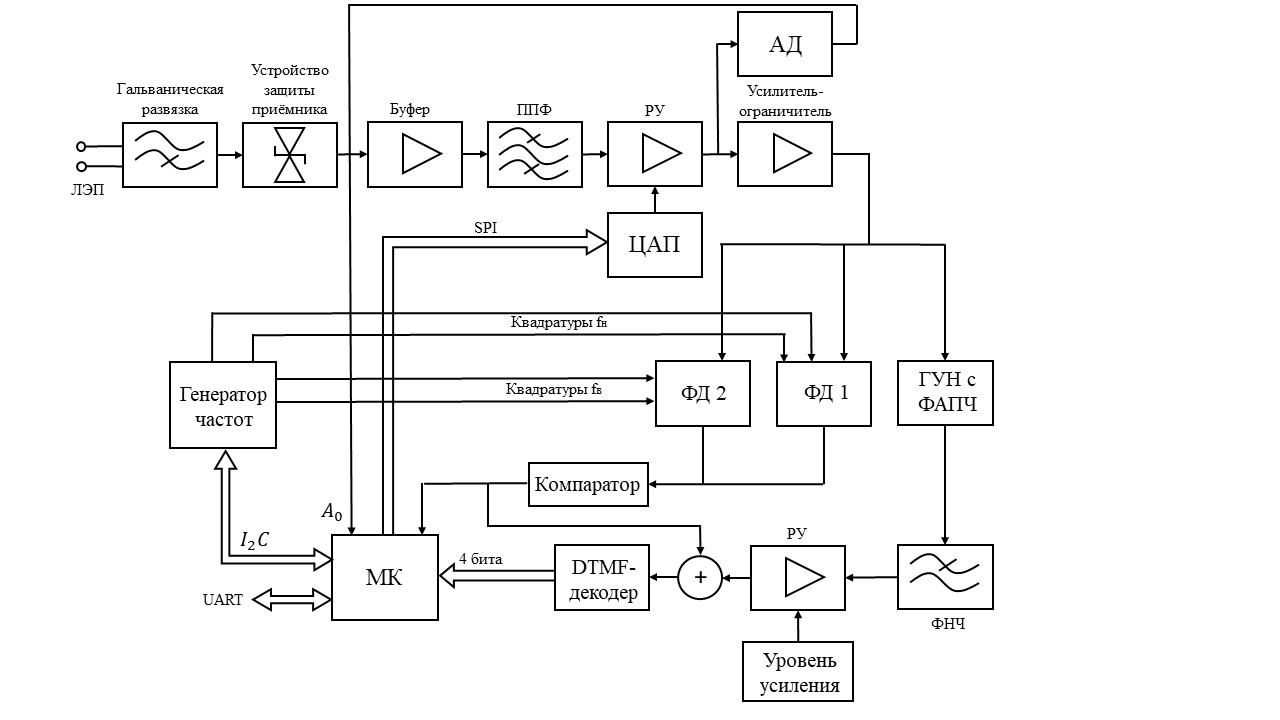 АД
Устройство
защиты
приёмника
Гальваническая
развязка
Буфер
ППФ
РУ
Усилитель-
ограничитель
ЛЭП
SPI
ЦАП
Квадратуры fн
Генератор
частот
Квадратуры fв
ФД 2
ФД 1
ГУН с
ФАПЧ
Компаратор
A₀
I₂C
МК
4 бита
DTMF-
декодер
+
РУ
ФНЧ
UART
Уровень
усиления